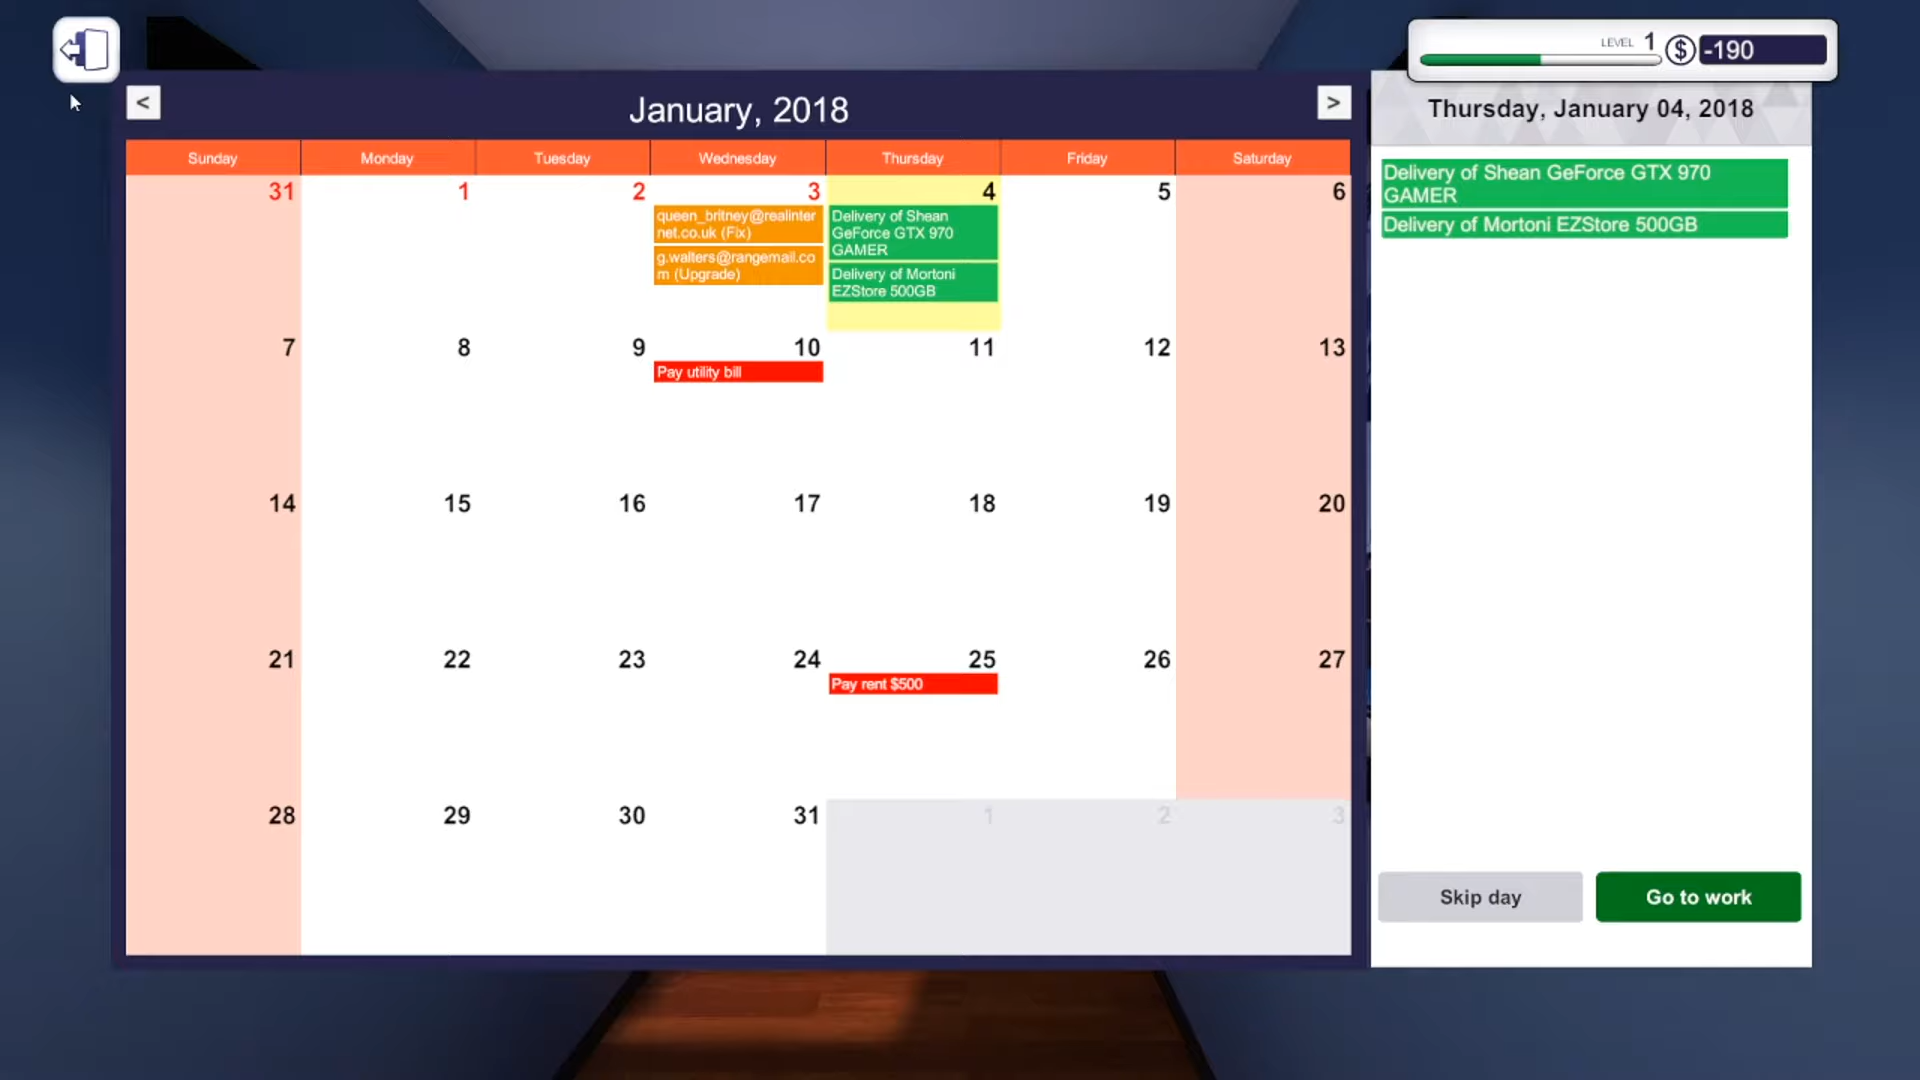 LEVEL 1 $ -190
< January, 2018 >
Sunday Monday Tuesday Wednesday Thursday Friday Saturday
31 1 2 3 4 5 6
queen_britney@realinter
net.co.uk (Fix)
g.walters@rangemail.co
m (Upgrade)
Delivery of Shean
GeForce GTX 970
GAMER
Delivery of Mortoni
EZStore 500GB
7 8 9 10 11 12 13
Pay utility bill
14 15 16 17 18 19 20
21 22 23 24 25 26 27
Pay rent $500
28 29 30 31 1 2 3
Thursday, January 04, 2018
Delivery of Shean GeForce GTX 970
GAMER
Delivery of Mortoni EZStore 500GB
Skip day Go to work